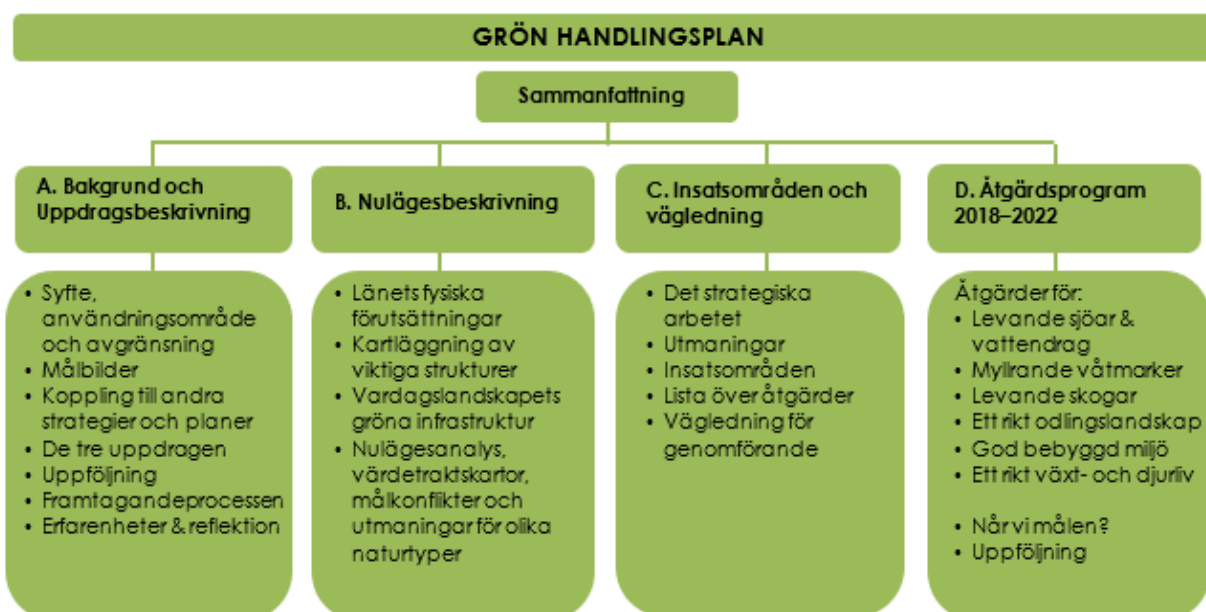 GRÖN HANDLINGSPLAN
Sammanfattning
A. Bakgrund och
Uppdragsbeskrivning
• Syfte,
användningsområde
och avgränsning
• Målbilder
• Koppling till andra
strategier och planer
• De tre uppdragen
• Uppföljning
• Framtagandeprocessen
• Erfarenheter & reflektion
B. Nulägesbeskrivning
• Länets fysiska
förutsättningar
• Kartläggning av
viktiga strukturer
• Vardagslandskapets
gröna infrastruktur
• Nulägesanalys,
värdetraktskartor,
målkonflikter och
utmaningar för olika
naturtyper
C. Insatsområden och
vägledning
• Det strategiska
arbetet
• Utmaningar
• Insatsområden
• Lista över åtgärder
• Vägledning för
genomförande
D. Åtgärdsprogram
2018–2022
Åtgärder för:
• Levande sjöar &
vattendrag
• Myllrande våtmarker
• Levande skogar
• Ett rikt odlingslandskap
• God bebyggd miljö
• Ett rikt växt- och djurliv
• Når vi målen?
• Uppföljning